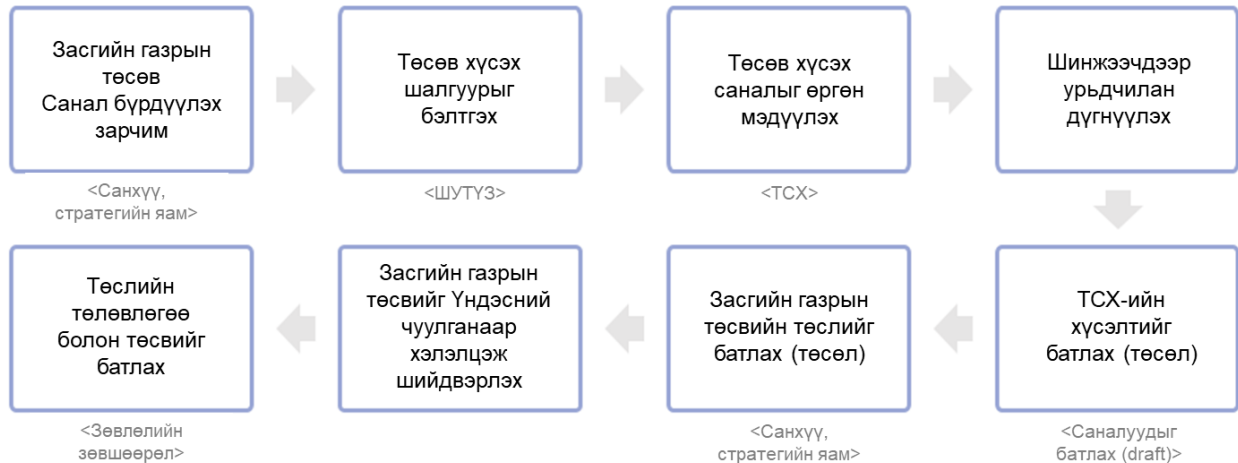 Засгийн газрын
төсөв
Санал бүрдүүлэх
зарчим
<Санхүү,
стратегийн яам>
Төсөв хүсэх
шалгуурыг
бэлтгэх
<ШУТҮЗ>
Төсөв хүсэх
саналыг өргөн
мэдүүлэх
<ТСХ>
Шинжээчдээр
урьдчилан
дүгнүүлэх
ТСХ-ийн
хүсэлтийг
батлах (төсөл)
<Саналуудыг
батлах (draft)>
Засгийн газрын
төсвийн төслийг
батлах (төсөл)
<Санхүү,
стратегийн яам>
Засгийн газрын
төсвийг Үндэсний
чуулганаар
хэлэлцэж
шийдвэрлэх
Төслийн
төлөвлөгөө
болон төсвийг
батлах
<Зөвлөлийн
зөвшөөрөл>